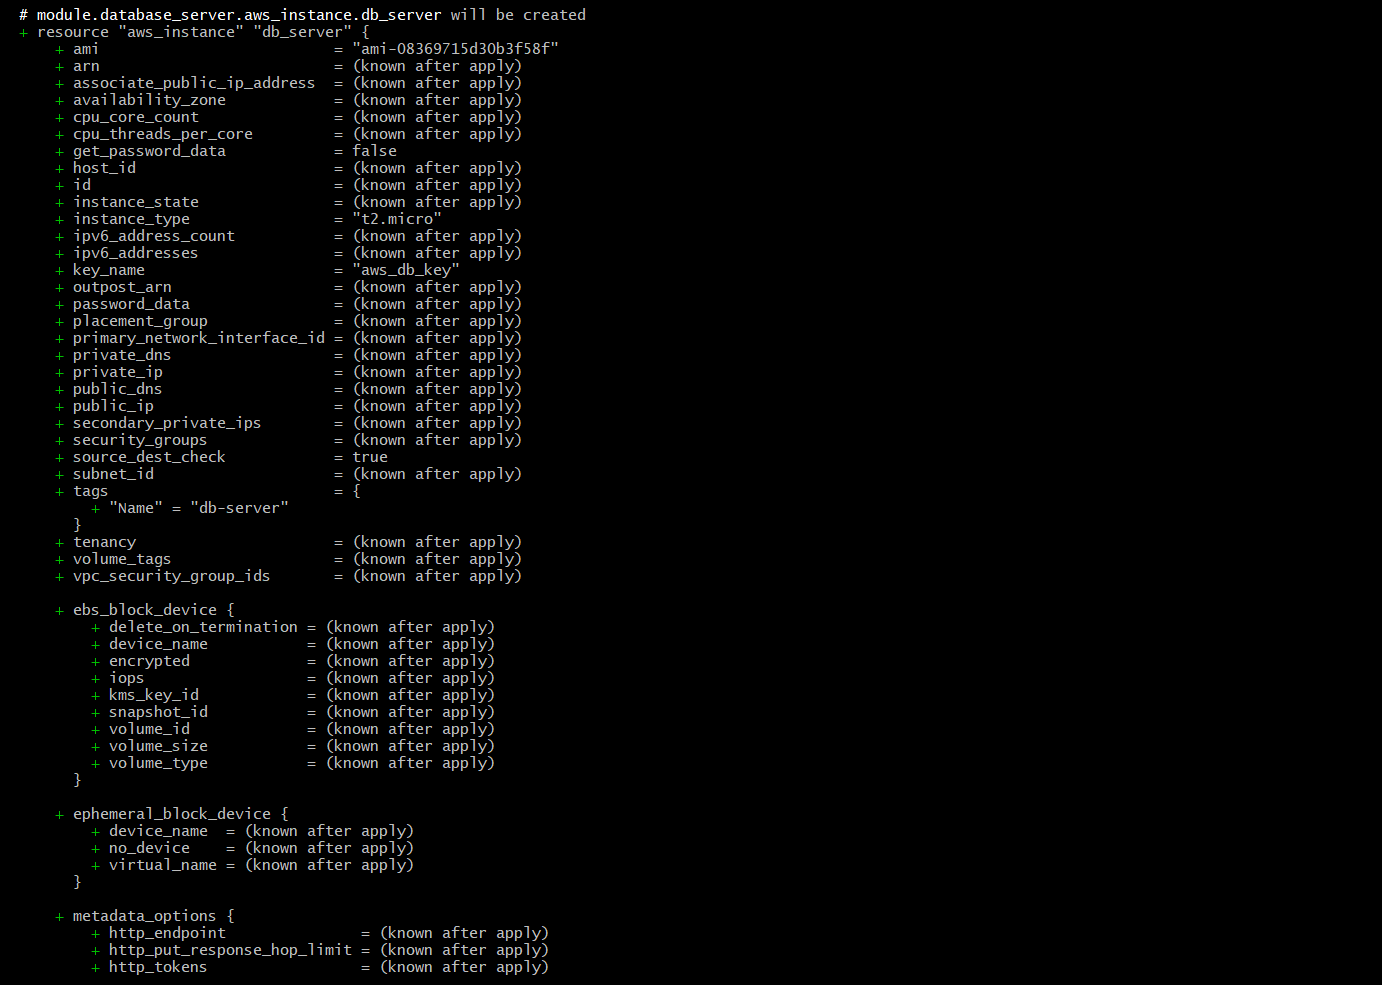 # module.database_server.aws_instance.db_server will be created
+ resource "aws_instance" "db_server" {
    + ami                          = "ami-08369715d30b3f58f"
    + arn                          = (known after apply)
    + associate_public_ip_address  = (known after apply)
    + availability_zone            = (known after apply)
    + cpu_core_count               = (known after apply)
    + cpu_threads_per_core         = (known after apply)
    + get_password_data            = false
    + host_id                      = (known after apply)
    + id                           = (known after apply)
    + instance_state               = (known after apply)
    + instance_type                = "t2.micro"
    + ipv6_address_count           = (known after apply)
    + ipv6_addresses               = (known after apply)
    + key_name                     = "aws_db_key"
    + outpost_arn                  = (known after apply)
    + password_data                = (known after apply)
    + placement_group              = (known after apply)
    + primary_network_interface_id = (known after apply)
    + private_dns                  = (known after apply)
    + private_ip                   = (known after apply)
    + public_dns                   = (known after apply)
    + public_ip                    = (known after apply)
    + secondary_private_ips        = (known after apply)
    + security_groups              = (known after apply)
    + source_dest_check            = true
    + subnet_id                    = (known after apply)
    + tags                         = {
        + "Name" = "db-server"
      }
    + tenancy                      = (known after apply)
    + volume_tags                  = (known after apply)
    + vpc_security_group_ids       = (known after apply)

    + ebs_block_device {
        + delete_on_termination = (known after apply)
        + device_name           = (known after apply)
        + encrypted             = (known after apply)
        + iops                  = (known after apply)
        + kms_key_id            = (known after apply)
        + snapshot_id           = (known after apply)
        + volume_id             = (known after apply)
        + volume_size           = (known after apply)
        + volume_type           = (known after apply)
      }

    + ephemeral_block_device {
        + device_name  = (known after apply)
        + no_device    = (known after apply)
        + virtual_name = (known after apply)
      }

    + metadata_options {
        + http_endpoint               = (known after apply)
        + http_put_response_hop_limit = (known after apply)
        + http_tokens                 = (known after apply)